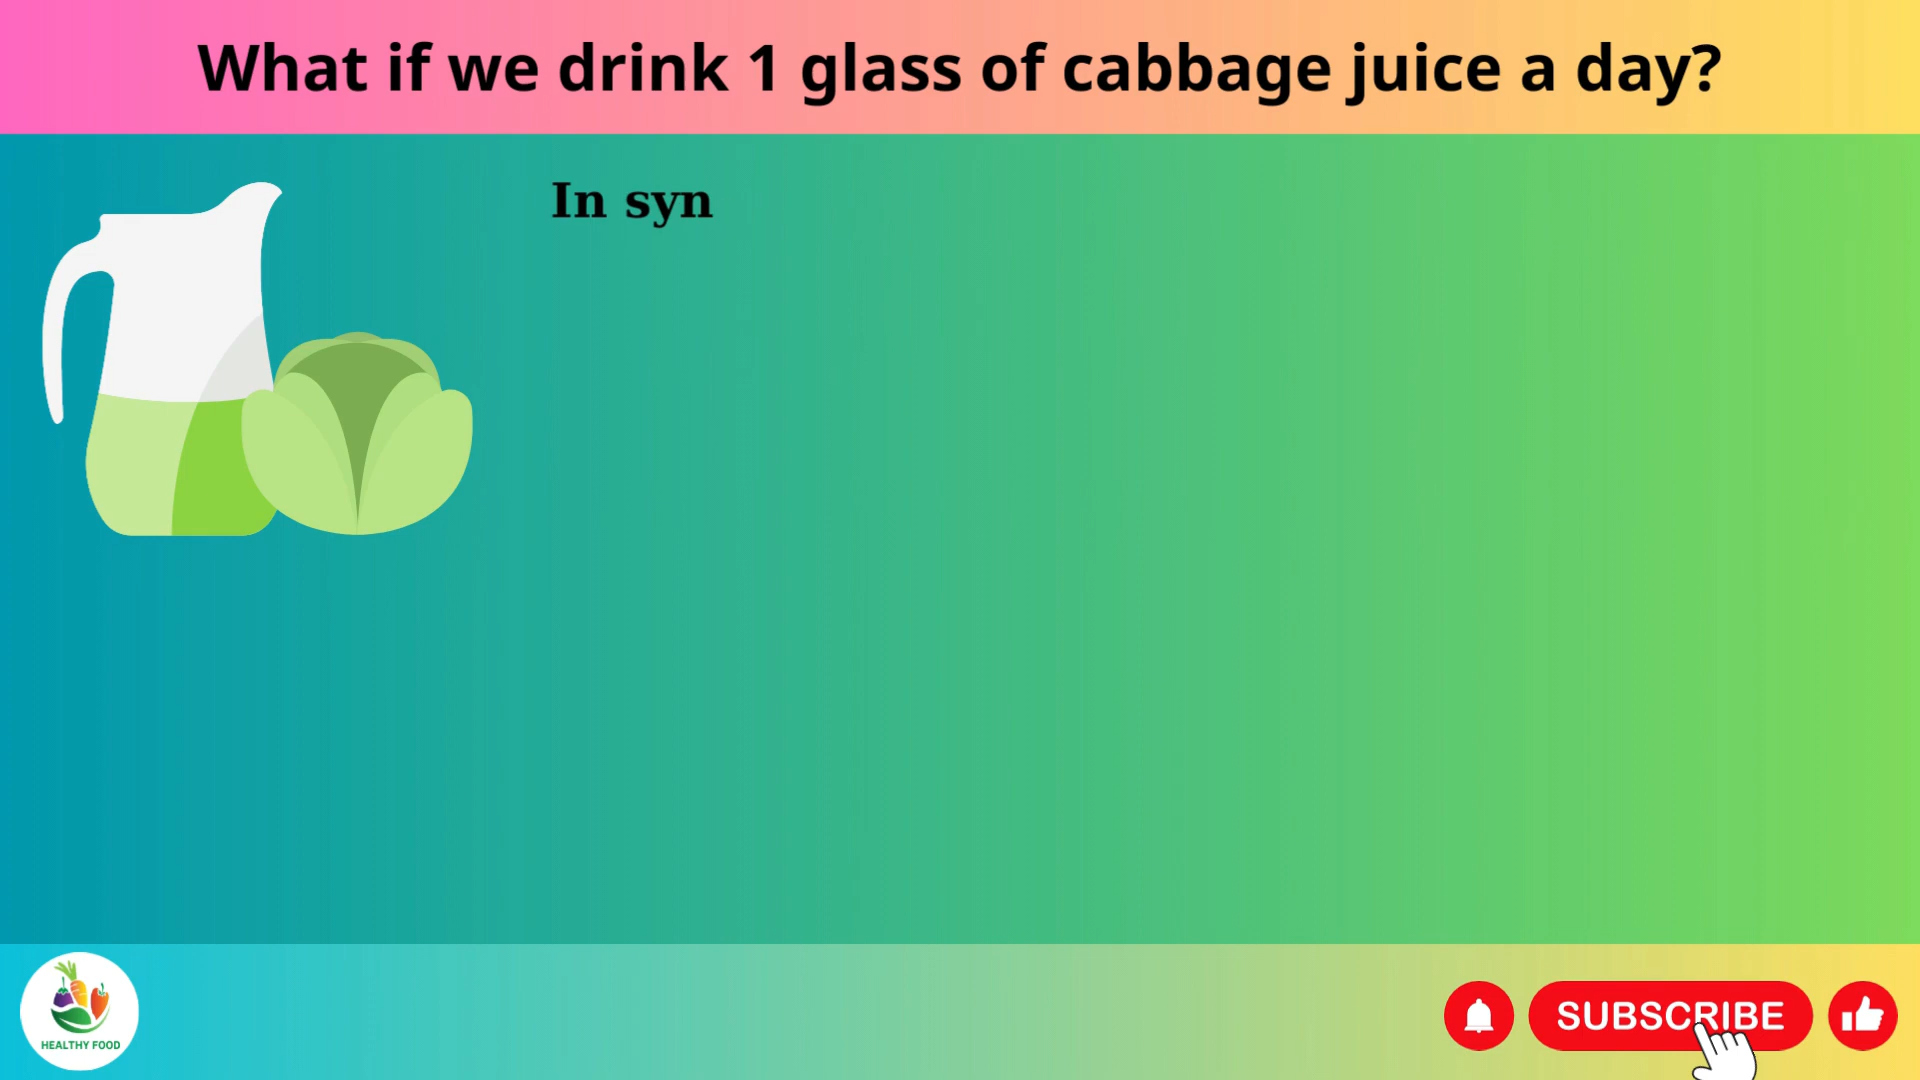 What if we drink 1 glass of cabbage juice a day?
In syn
HEALTHY FOOD
SUBSCRIBE